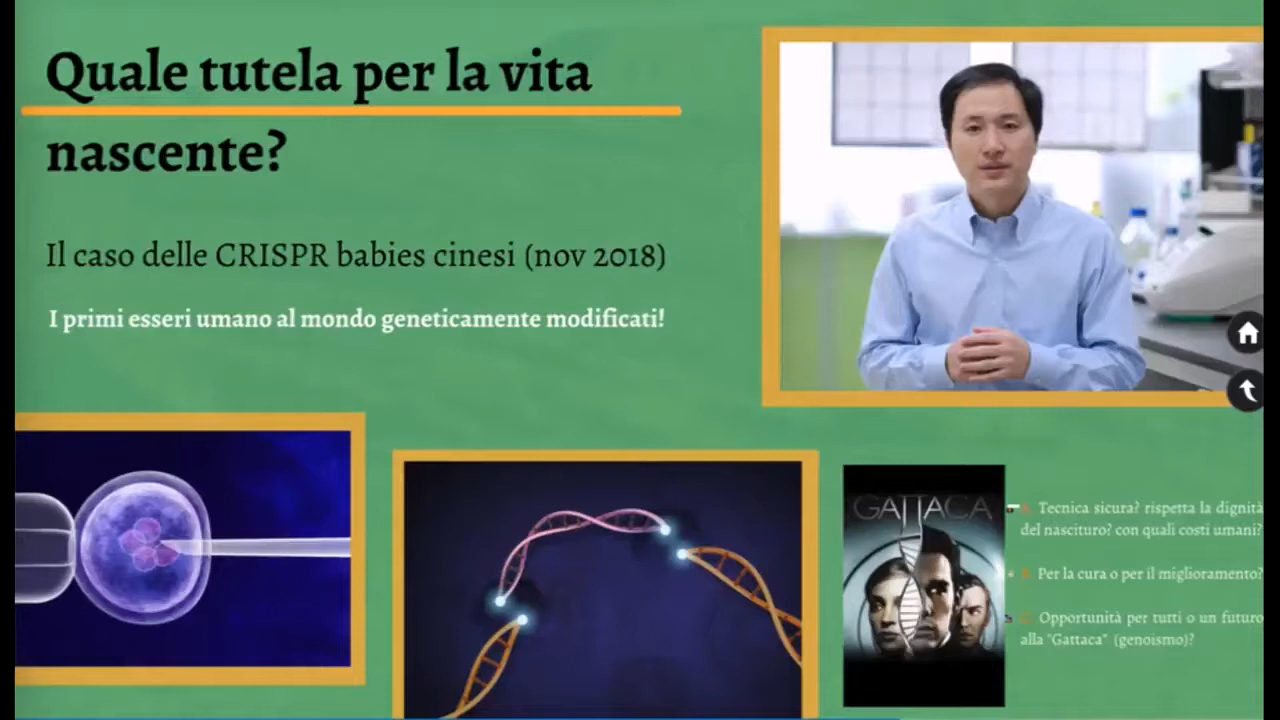 Quale tutela per la vita
nascente?
Il caso delle CRISPR babies cinesi (nov 2018)
I primi esseri umano al mondo geneticamente modificati!
GATTACA
Tecnica sicura? rispetta la dignità
del nascituro? con quali costi umani?
Per la cura o per il miglioramento?
Opportunità per tutti o un futuro
alla "Gattaca" (genoismo)?